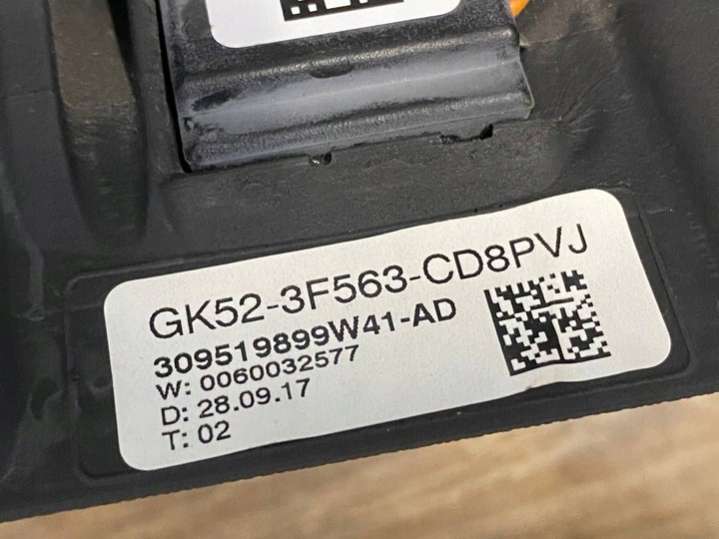 GK52-3F563-CD8PVJ
309519899W41-AD
W: 0060032577
D: 28.09.17
T: 02